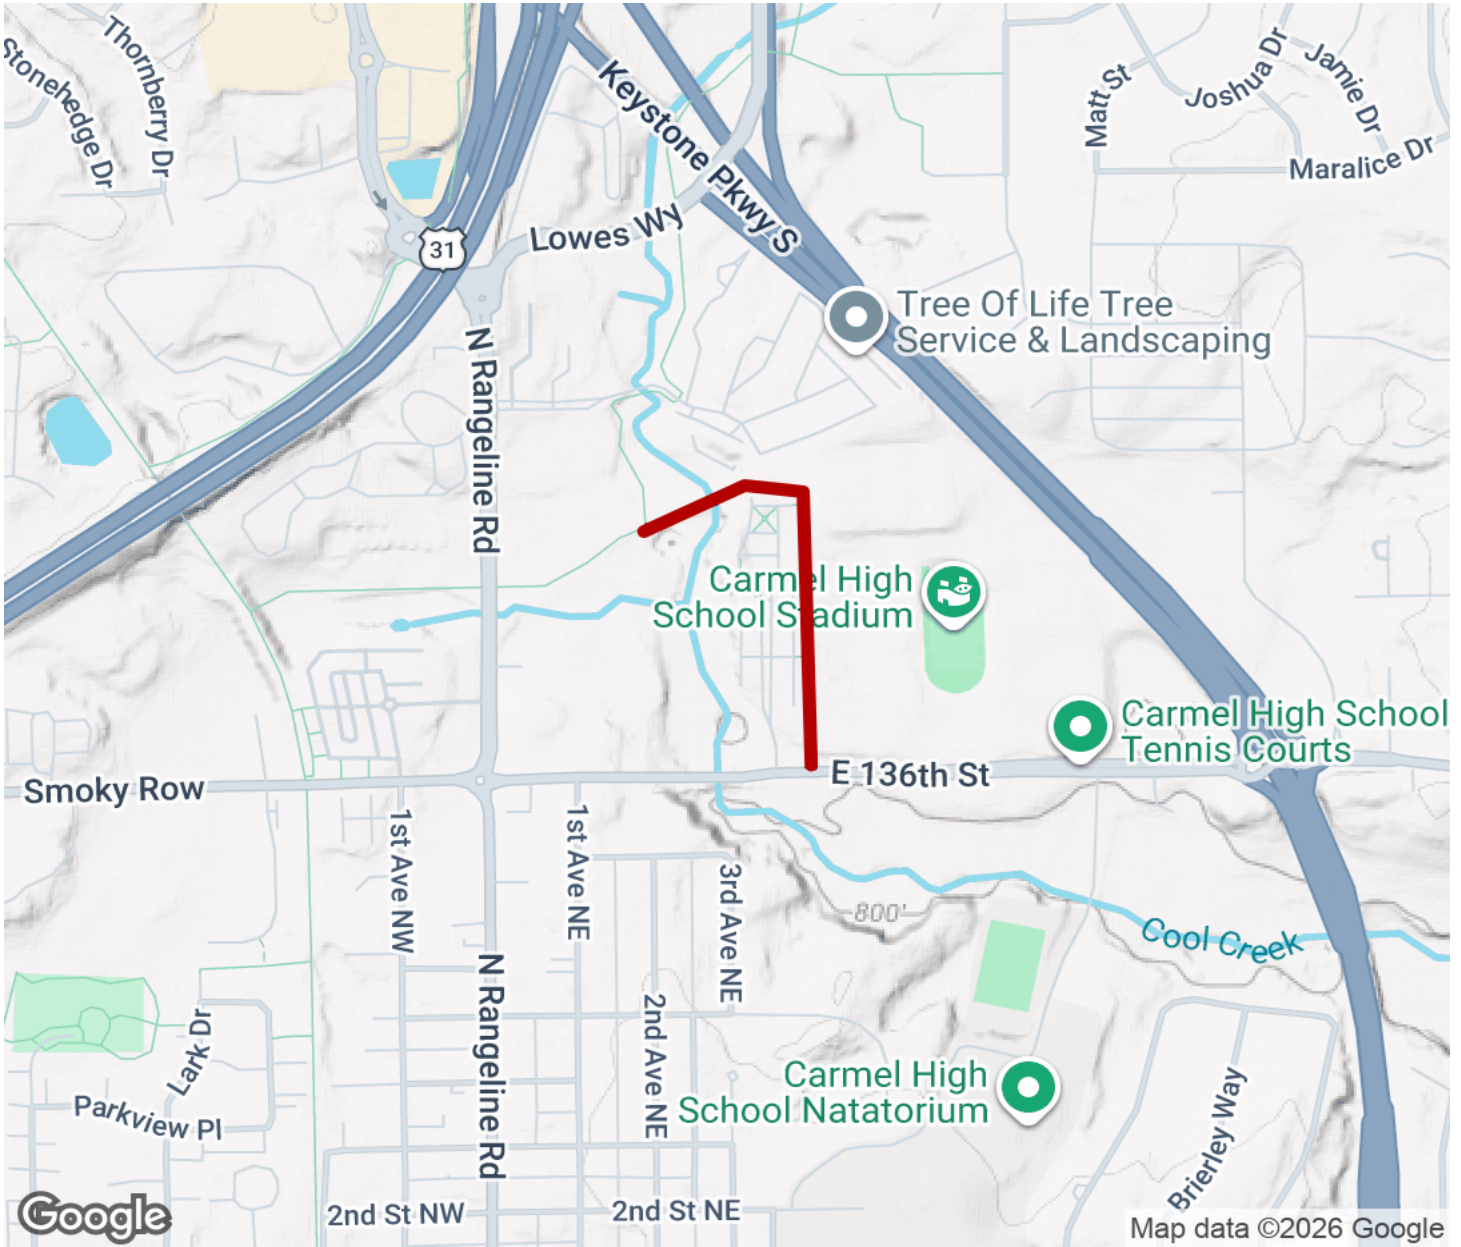 Thornberry Dr
Stonehedge Dr
Keystone Pkwy S
Matt St
Joshua Dr
Jamie Dr
Maralice Dr
31
Lowes Wy
Tree Of Life Tree
Service & Landscaping
N Rangeline Rd
Carmel High
School Stadium
Carmel High School
Tennis Courts
Smoky Row
E 136th St
1st Ave NW
1st Ave NE
3rd Ave NE
800'
Cool Creek
N Rangeline Rd
2nd Ave NE
Lark Dr
Parkview Pl
Carmel High
School Natatorium
Brierley Way
2nd St NW
2nd St NE
Google
Map data ©2026 Google